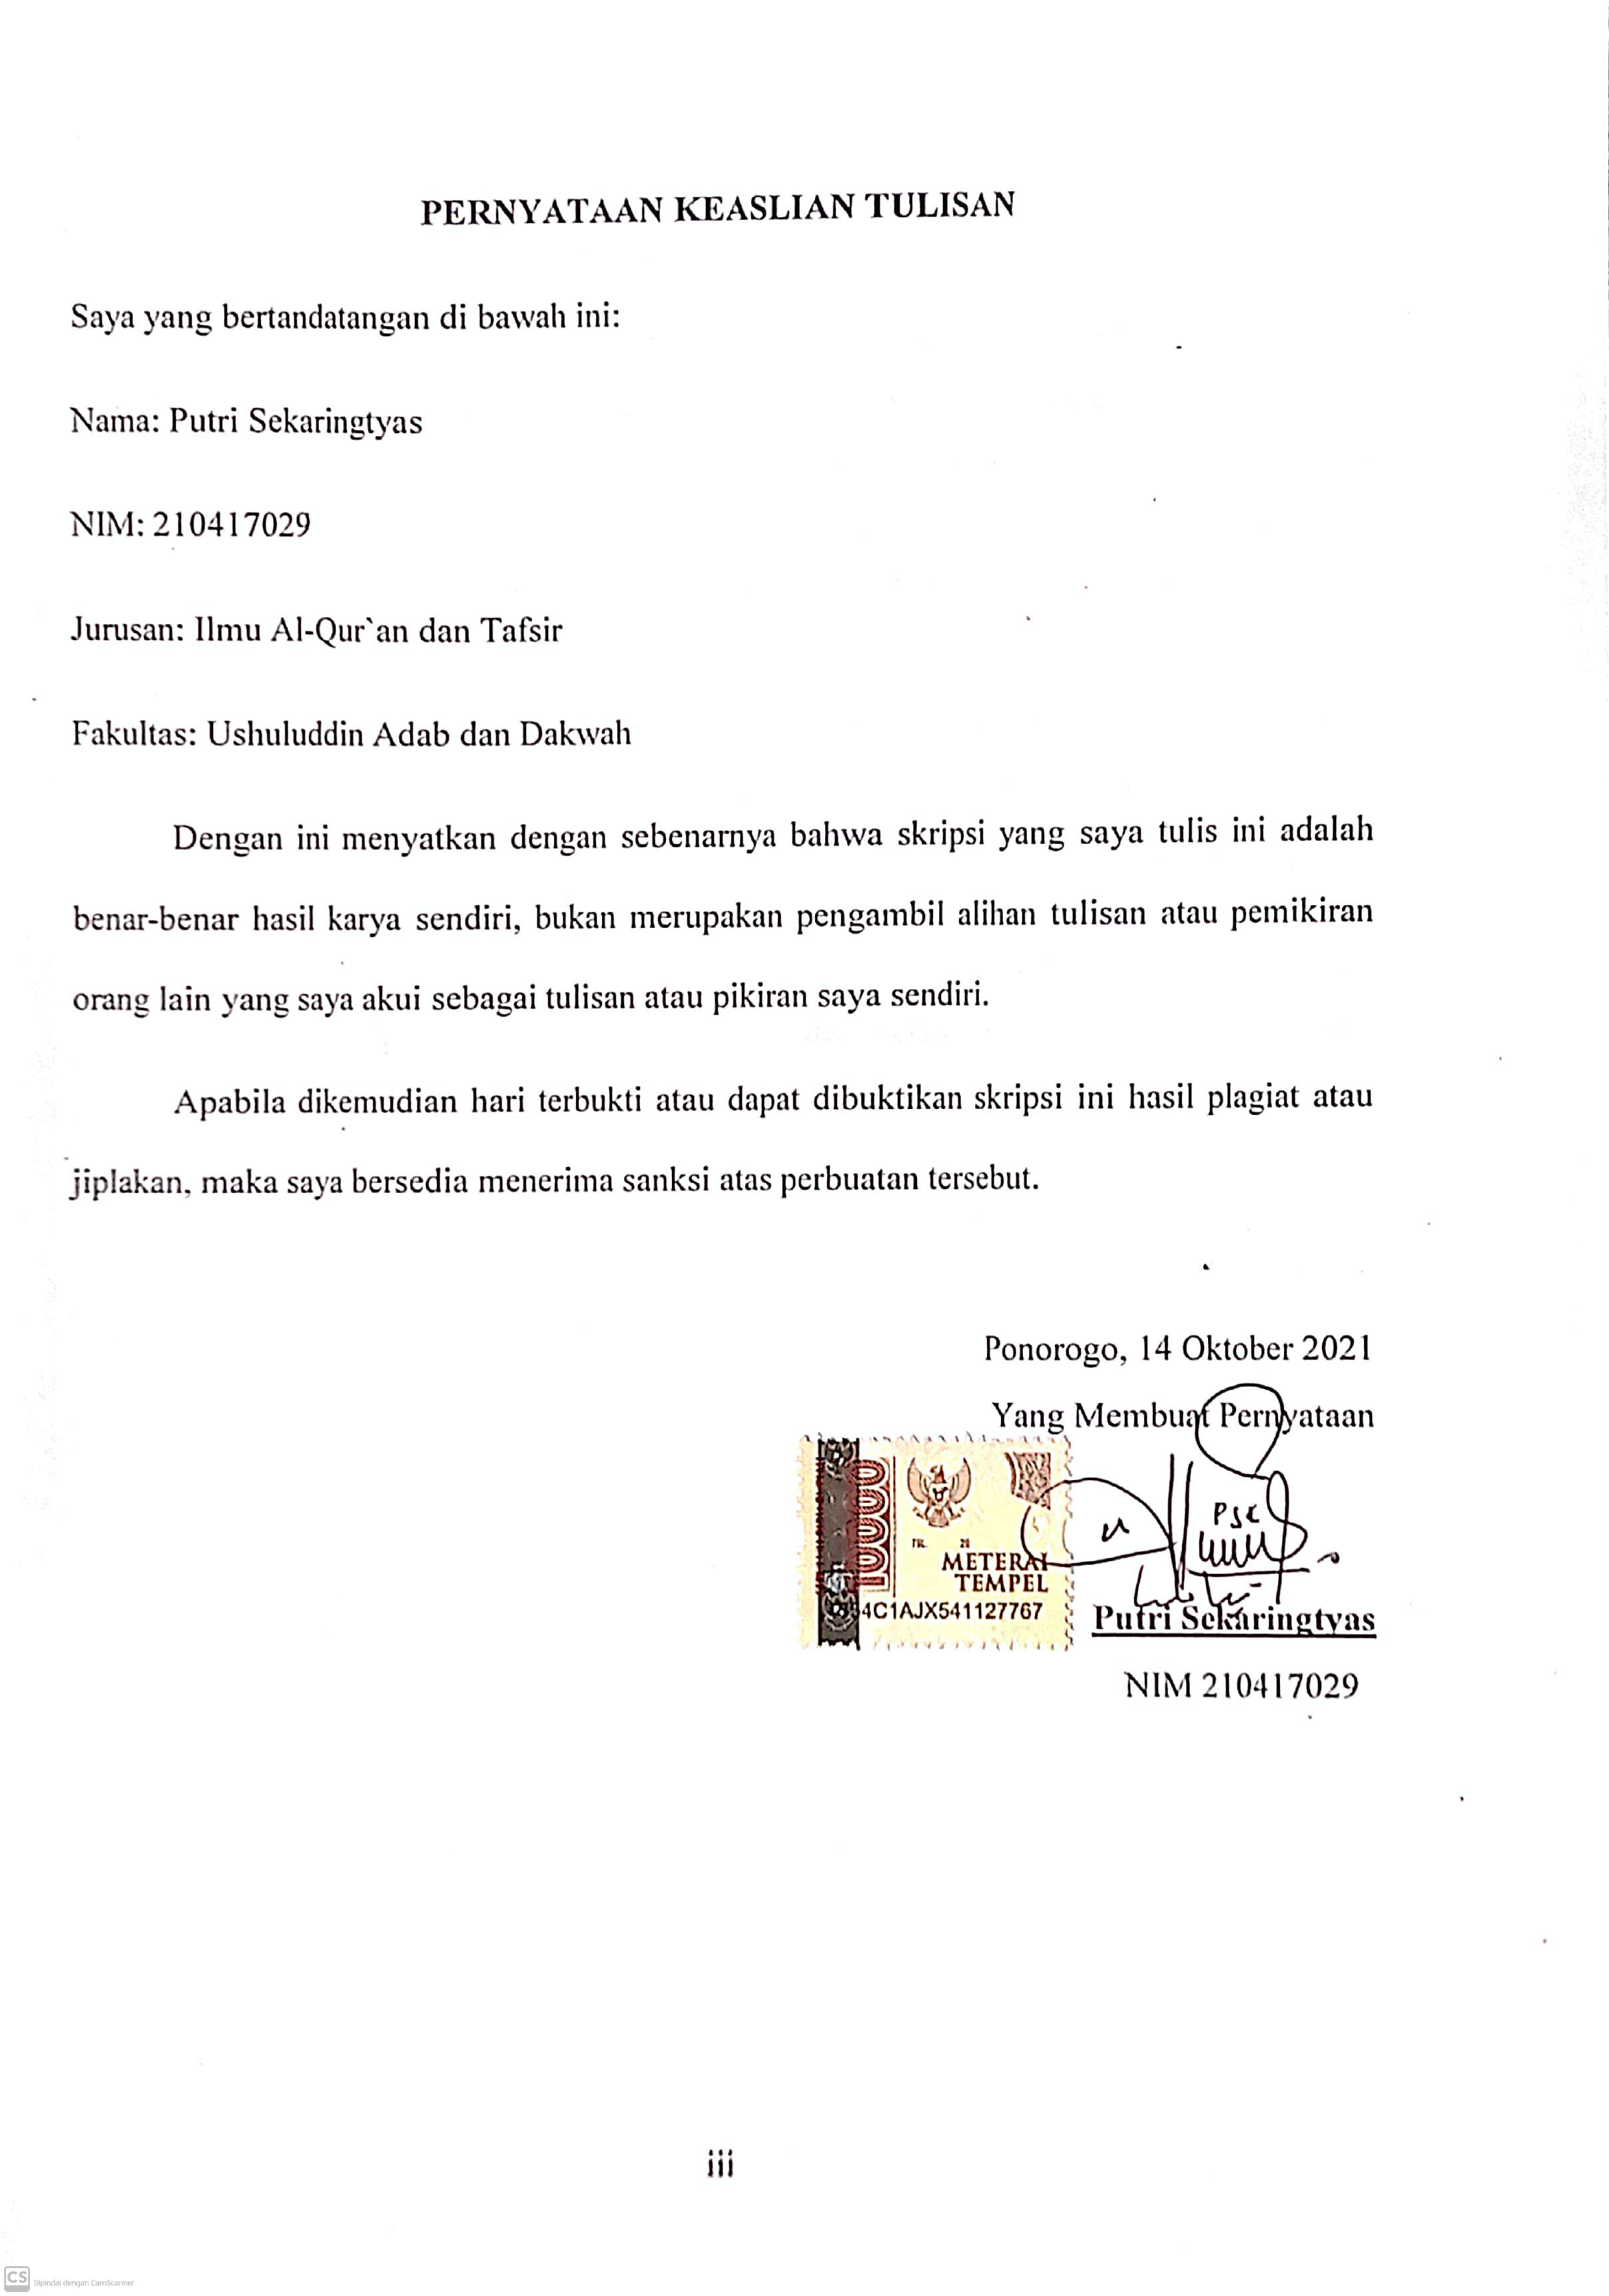 PERNYATAAN KEASLIAN TULISAN
Saya yang bertandatangan di bawah ini:
Nama: Putri Sekaringtyas
NIM: 210417029
Jurusan: Ilmu Al-Qur`an dan Tafsir
Fakultas: Ushuluddin Adab dan Dakwah
Dengan ini menyatkan dengan sebenarnya bahwa skripsi yang saya tulis ini adalah
benar-benar hasil karya sendiri, bukan merupakan pengambil alihan tulisan atau pemikiran
orang lain yang saya akui sebagai tulisan atau pikiran saya sendiri.
Apabila dikemudian hari terbukti atau dapat dibuktikan skripsi ini hasil plagiat atau
jiplakan, maka saya bersedia menerima sanksi atas perbuatan tersebut.
Ponorogo, 14 Oktober 2021
Yang Membuat Pernyataan
10000
METERAI
TEMPEL
4C1AJX541127767
Putri Sekaringtyas
NIM 210417029
iii
CS Dipindai dengan CamScanner